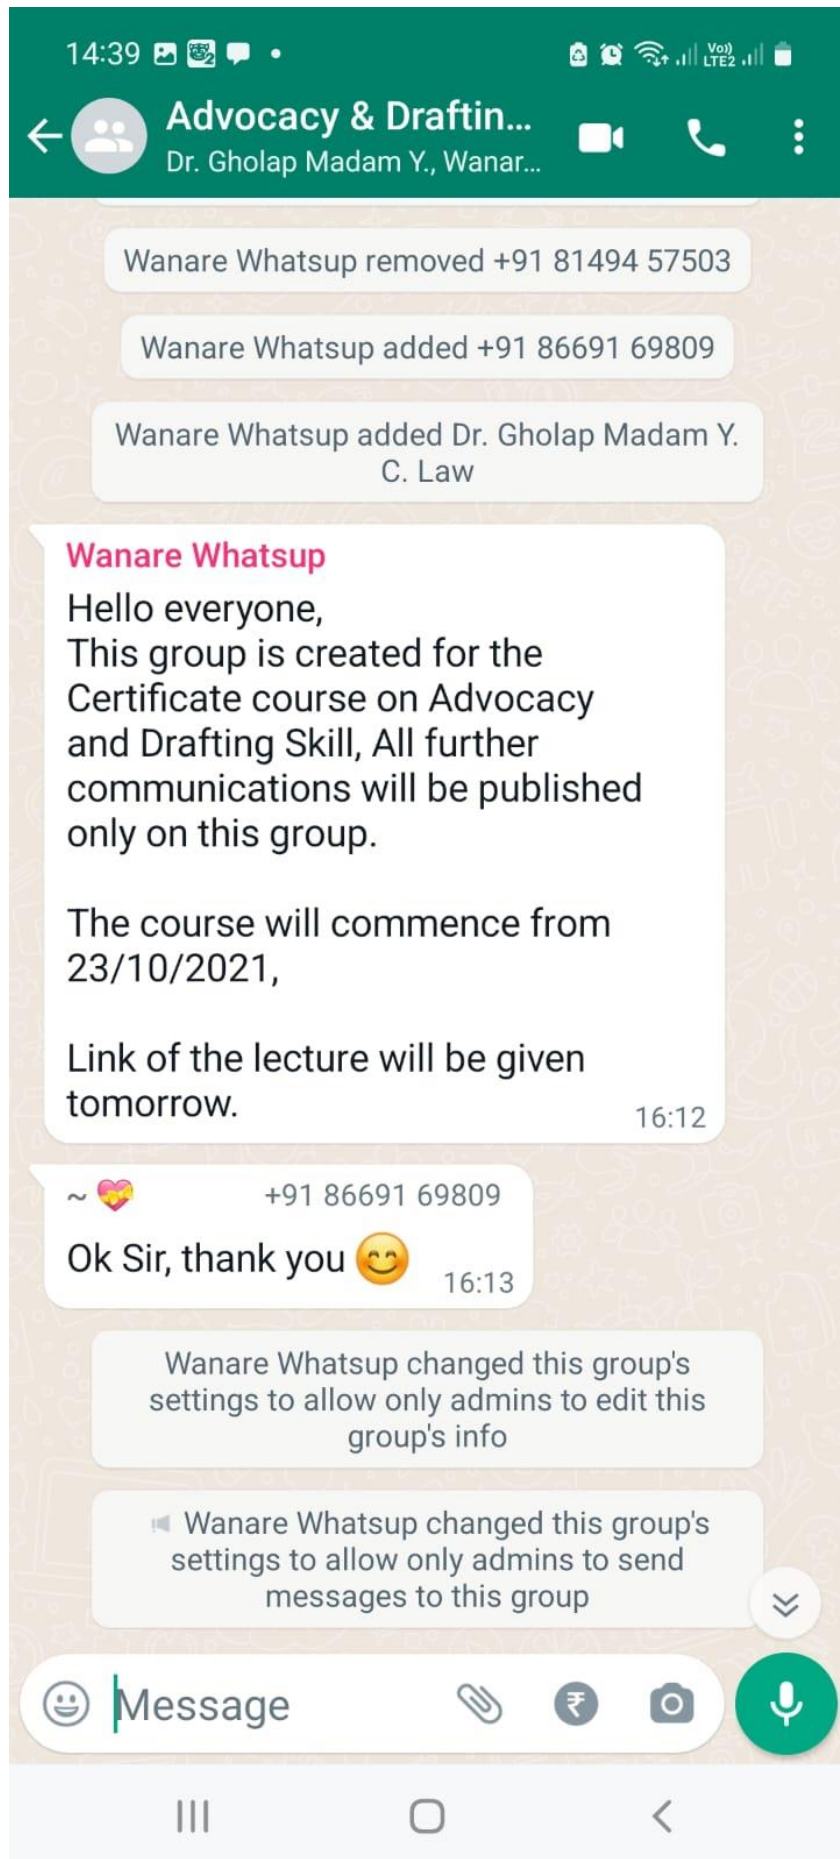 14:39
Vo))
LTE2
Advocacy & Draftin...
Dr. Gholap Madam Y., Wanar...
Wanare Whatsup removed +91 81494 57503
Wanare Whatsup added +91 86691 69809
Wanare Whatsup added Dr. Gholap Madam Y.
C. Law
Wanare Whatsup
Hello everyone,
This group is created for the
Certificate course on Advocacy
and Drafting Skill, All further
communications will be published
only on this group.
The course will commence from
23/10/2021,
Link of the lecture will be given
tomorrow.
16:12
~ 💝 +91 86691 69809
Ok Sir, thank you 😊
16:13
Wanare Whatsup changed this group's
settings to allow only admins to edit this
group's info
Wanare Whatsup changed this group's
settings to allow only admins to send
messages to this group
Message
₹